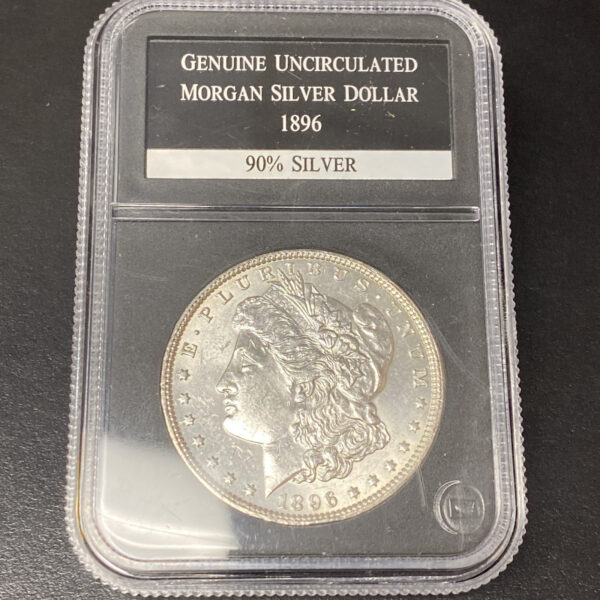 GENUINE UNCIRCULATED
MORGAN SILVER DOLLAR
1896
90% SILVER
E · PLURIBUS · UNUM
1896